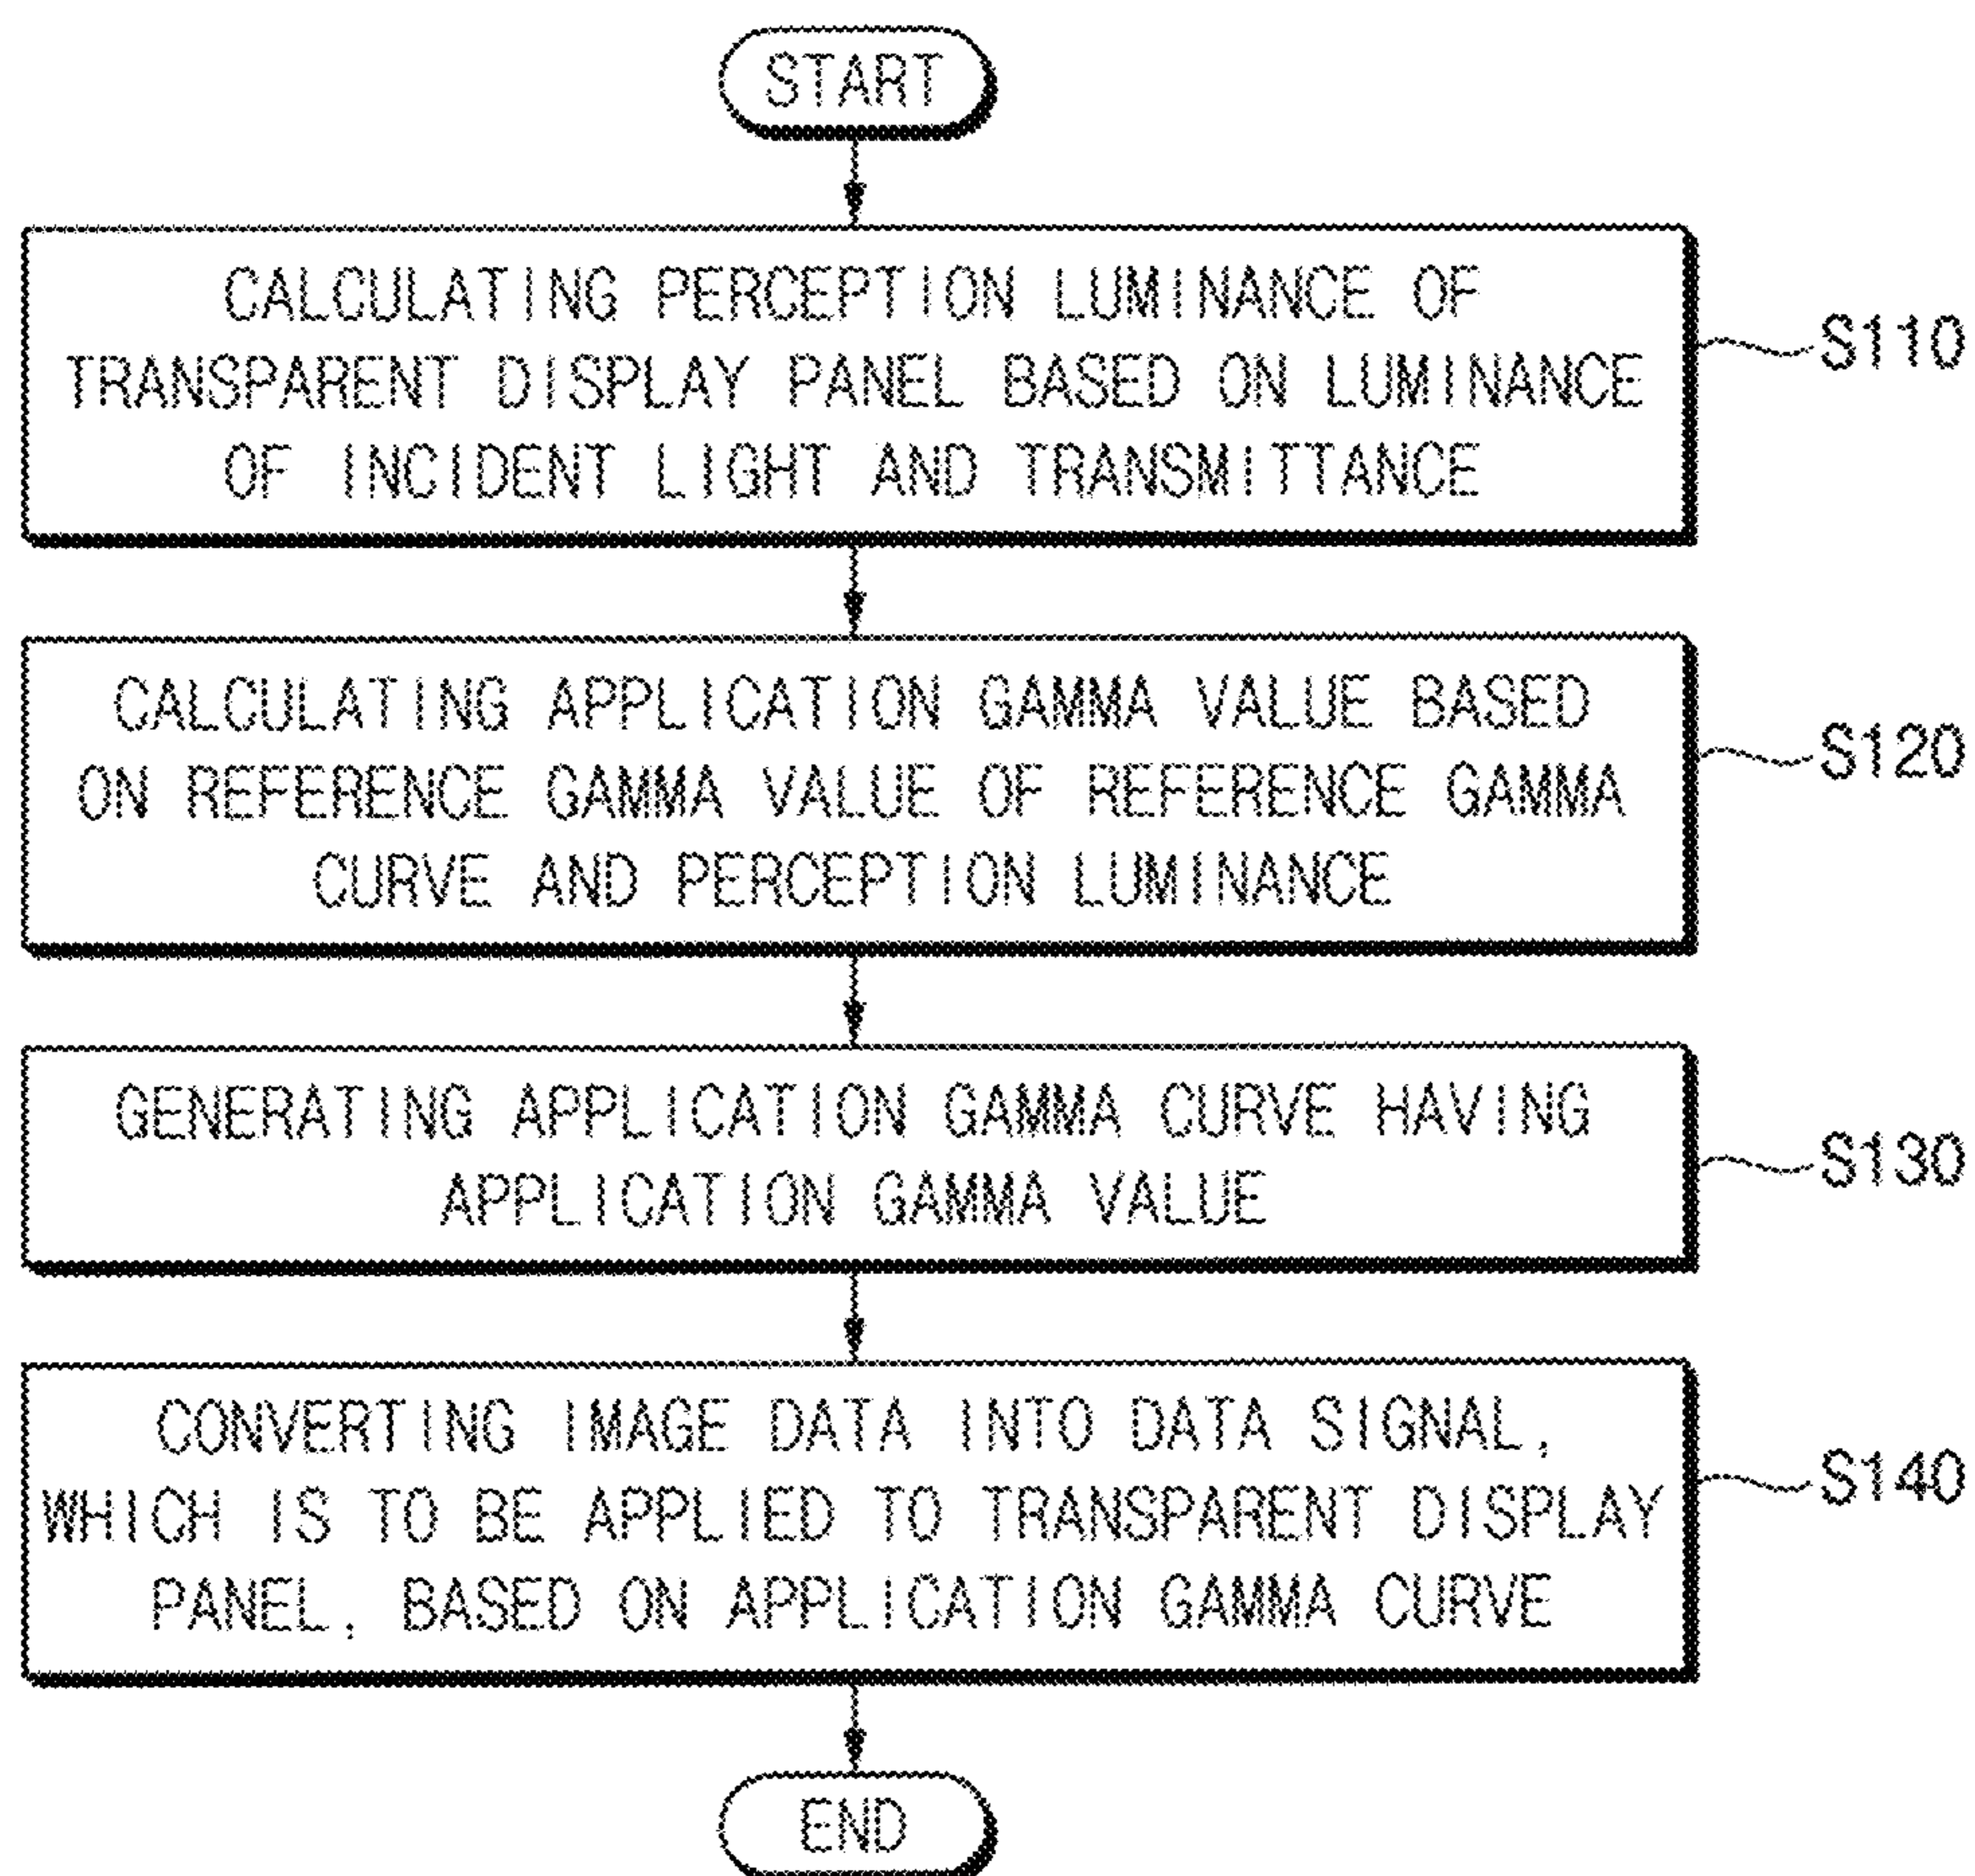 START
CALCULATING PERCEPTION LUMINANCE OF
TRANSPARENT DISPLAY PANEL BASED ON LUMINANCE
OF INCIDENT LIGHT AND TRANSMITTANCE
S110
CALCULATING APPLICATION GAMMA VALUE BASED
ON REFERENCE GAMMA VALUE OF REFERENCE GAMMA
CURVE AND PERCEPTION LUMINANCE
S120
GENERATING APPLICATION GAMMA CURVE HAVING
APPLICATION GAMMA VALUE
S130
CONVERTING IMAGE DATA INTO DATA SIGNAL,
WHICH IS TO BE APPLIED TO TRANSPARENT DISPLAY
PANEL, BASED ON APPLICATION GAMMA CURVE
S140
END